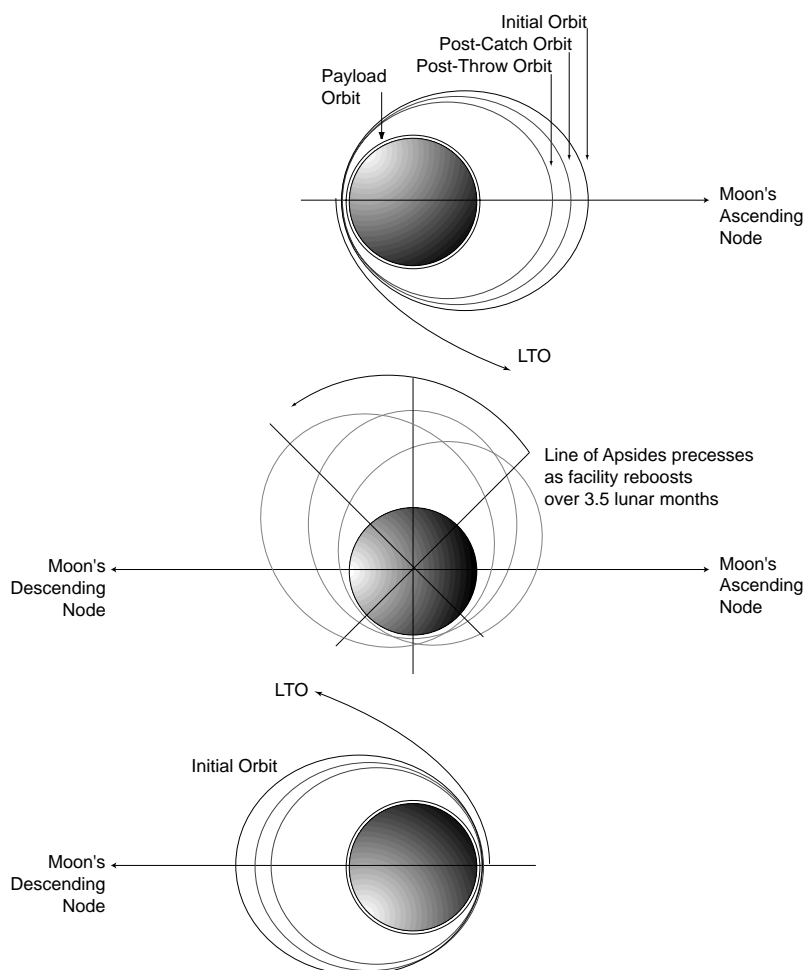 Initial Orbit
Post-Catch Orbit
Post-Throw Orbit
Payload
Orbit
Moon's
Ascending
Node
LTO
Line of Apsides precesses
as facility reboosts
over 3.5 lunar months
Moon's
Descending
Node
Moon's
Ascending
Node
LTO
Initial Orbit
Moon's
Descending
Node